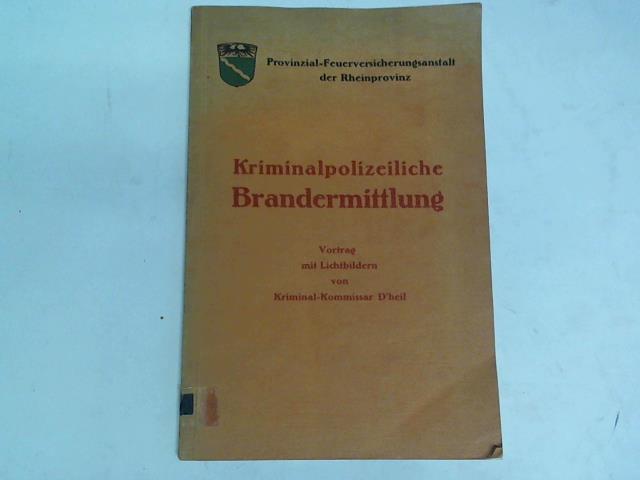 Provinzial-Feuerversicherungsanstalt
der Rheinprovinz
Kriminalpolizeiliche
Brandermittlung
Vortrag
mit Lichtbildern
von
Kriminal-Kommissar D'heil